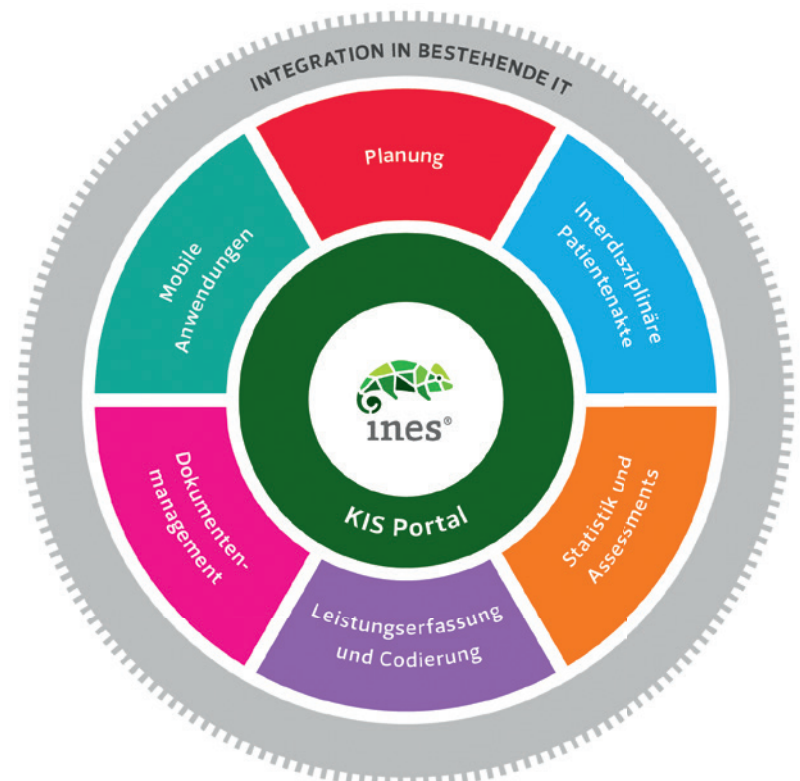 INTEGRATION IN BESTEHENDE IT
Planung
Interdisziplinäre
Patientenakte
Statistik und
Assessments
Leistungserfassung
und Codierung
Dokumenten-
management
Mobile
Anwendungen
ines®
KIS Portal